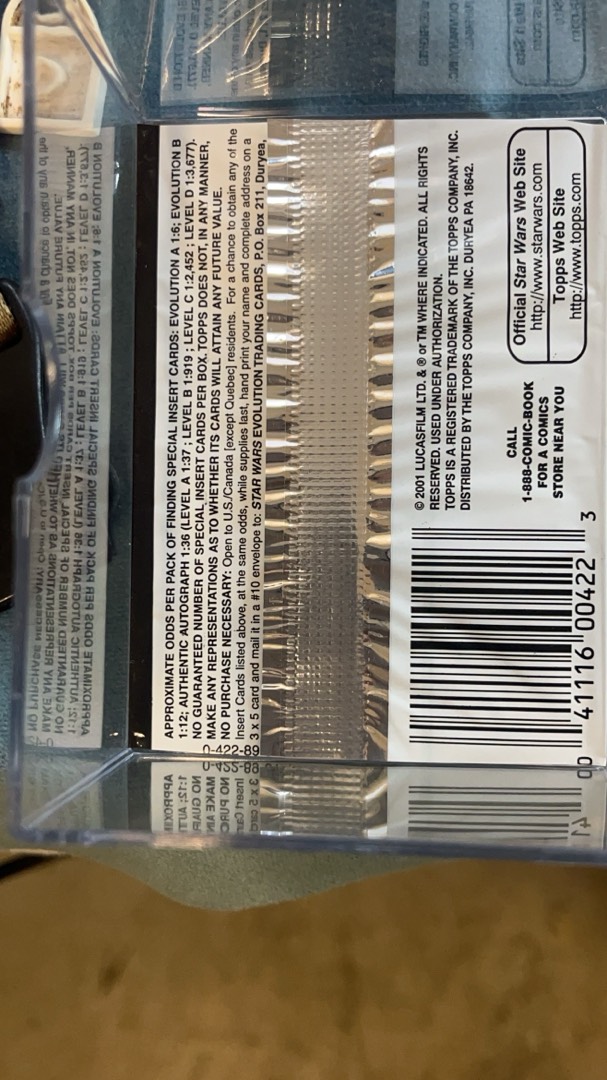 APPROXIMATE ODDS PER PACK OF FINDING SPECIAL INSERT CARDS: EVOLUTION A 1:6; EVOLUTION B
1:12; AUTHENTIC AUTOGRAPH 1:36 (LEVEL A 1:37 ; LEVEL B 1:919 ; LEVEL C 1:2,452 ; LEVEL D 1:3,677).
NO GUARANTEED NUMBER OF SPECIAL INSERT CARDS PER BOX. TOPPS DOES NOT, IN ANY MANNER,
MAKE ANY REPRESENTATIONS AS TO WHETHER ITS CARDS WILL ATTAIN ANY FUTURE VALUE.
NO PURCHASE NECESSARY: Open to U.S./Canada [except Quebec] residents. For a chance to obtain any of the
Insert Cards listed above, at the same odds, while supplies last, hand print your name and complete address on a
3 x 5 card and mail it in a #10 envelope to: STAR WARS EVOLUTION TRADING CARDS, P.O. Box 211, Duryea,
0-422-89
© 2001 LUCASFILM LTD. & ® or TM WHERE INDICATED. ALL RIGHTS
RESERVED. USED UNDER AUTHORIZATION.
TOPPS IS A REGISTERED TRADEMARK OF THE TOPPS COMPANY, INC.
DISTRIBUTED BY THE TOPPS COMPANY, INC. DURYEA PA 18642.
CALL
1-888-COMIC-BOOK
FOR A COMICS
STORE NEAR YOU
Official Star Wars Web Site
http://www.starwars.com
Topps Web Site
http://www.topps.com
00
41116 00422 3